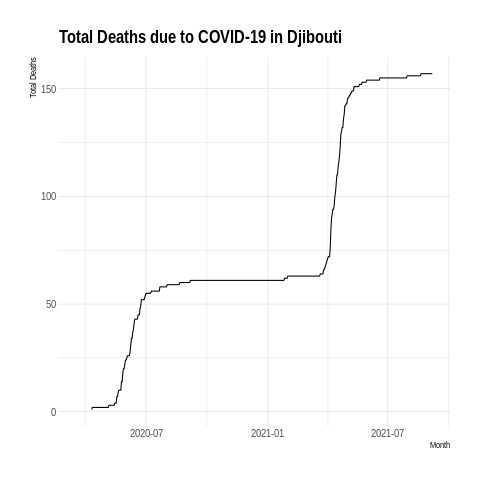 Total Deaths due to COVID-19 in Djibouti
Total Deaths
150
100
50
0
2020-07
2021-01
2021-07
Month